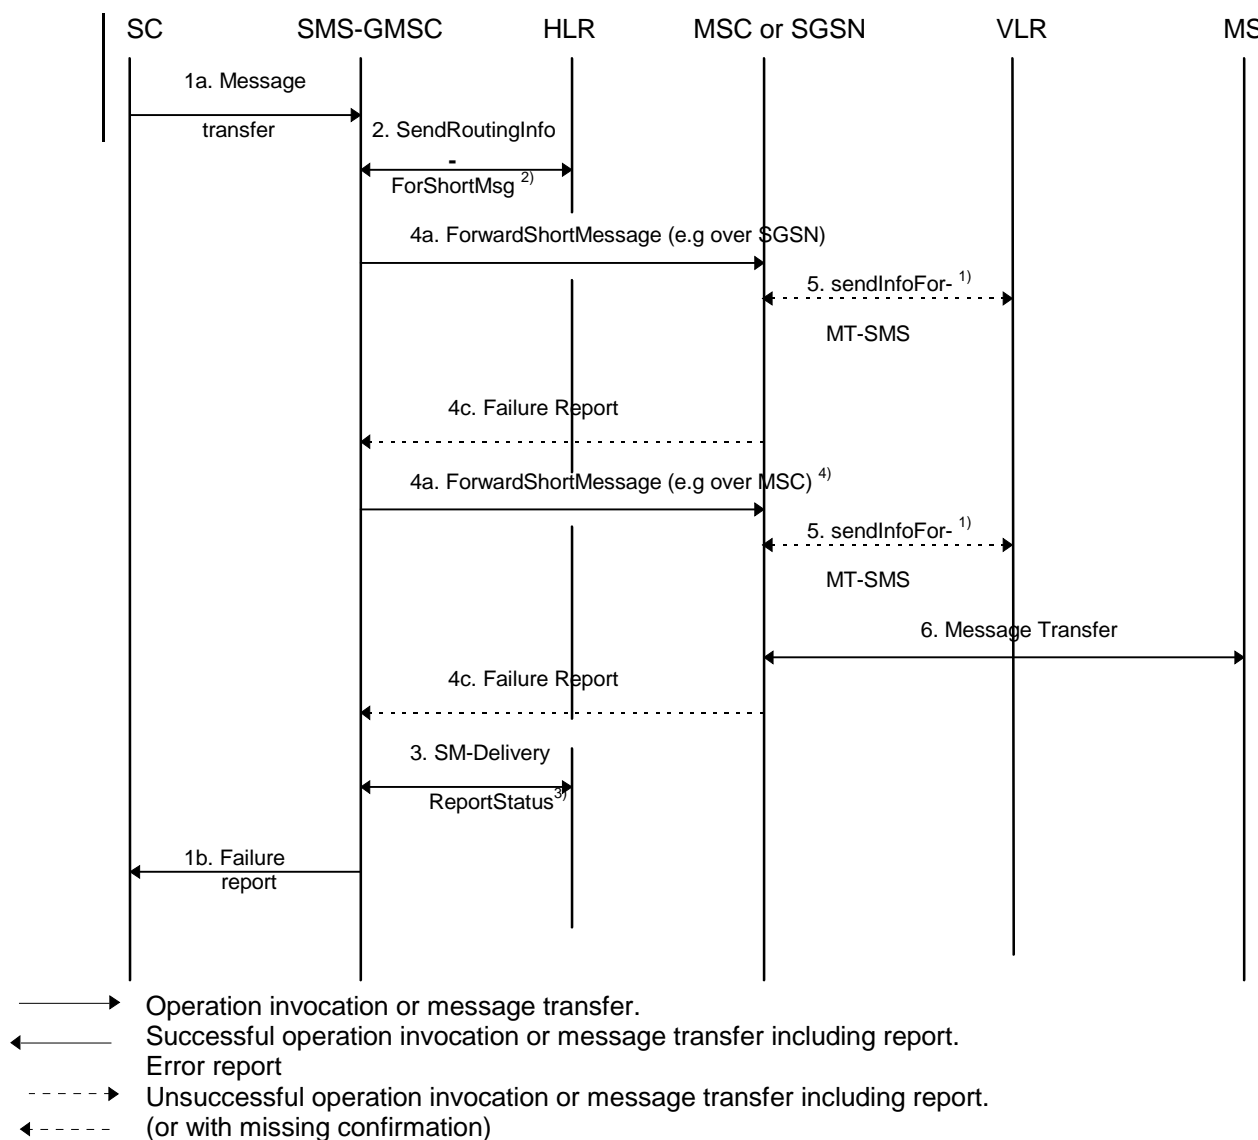 SC SMS-GMSC HLR MSC or SGSN VLR MS
1a. Message
transfer
2. SendRoutingInfo
-
ForShortMsg 2)
4a. ForwardShortMessage (e.g over SGSN)
5. sendInfoFor- 1)
MT-SMS
4c. Failure Report
4a. ForwardShortMessage (e.g over MSC) 4)
5. sendInfoFor- 1)
MT-SMS
6. Message Transfer
4c. Failure Report
3. SM-Delivery
ReportStatus3)
1b. Failure
report
Operation invocation or message transfer.
Successful operation invocation or message transfer including report.
Error report
Unsuccessful operation invocation or message transfer including report.
(or with missing confirmation)